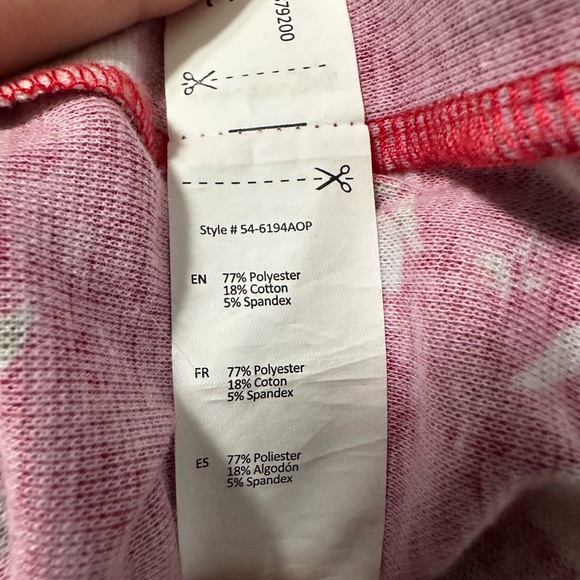 79200
Style # 54-6194AOP
EN 77% Polyester
18% Cotton
5% Spandex
FR 77% Polyester
18% Coton
5% Spandex
ES 77% Poliester
18% Algodón
5% Spandex